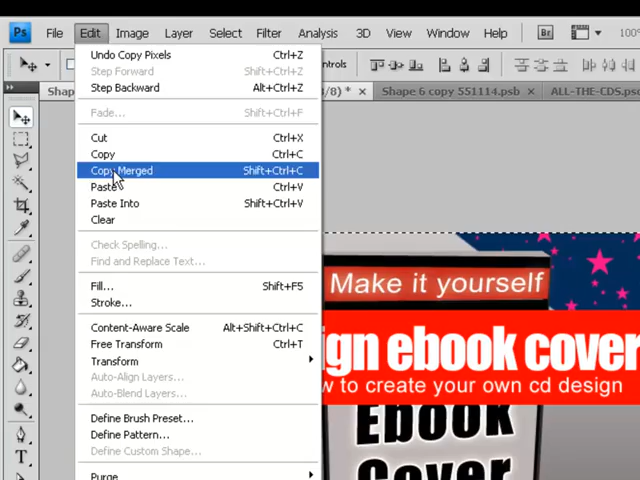 Ps File Edit Image Layer Select Filter Analysis 3D View Window Help Br 100%
Undo Copy Pixels Ctrl+Z
Step Forward Shift+Ctrl+Z
Step Backward Alt+Ctrl+Z
Fade... Shift+Ctrl+F
Cut Ctrl+X
Copy Ctrl+C
Copy Merged Shift+Ctrl+C
Paste Ctrl+V
Paste Into Shift+Ctrl+V
Clear
Check Spelling...
Find and Replace Text...
Fill... Shift+F5
Stroke...
Content-Aware Scale Alt+Shift+Ctrl+C
Free Transform Ctrl+T
Transform
Auto-Align Layers...
Auto-Blend Layers...
Define Brush Preset...
Define Pattern...
Define Custom Shape...
Purge
ntrols
Shap /8) * × Shape 6 copy 551114.psb × ALL-THE-CDS.ps
Make it yourself
ign ebook cover
w to create your own cd design
Ebook
Cover
T